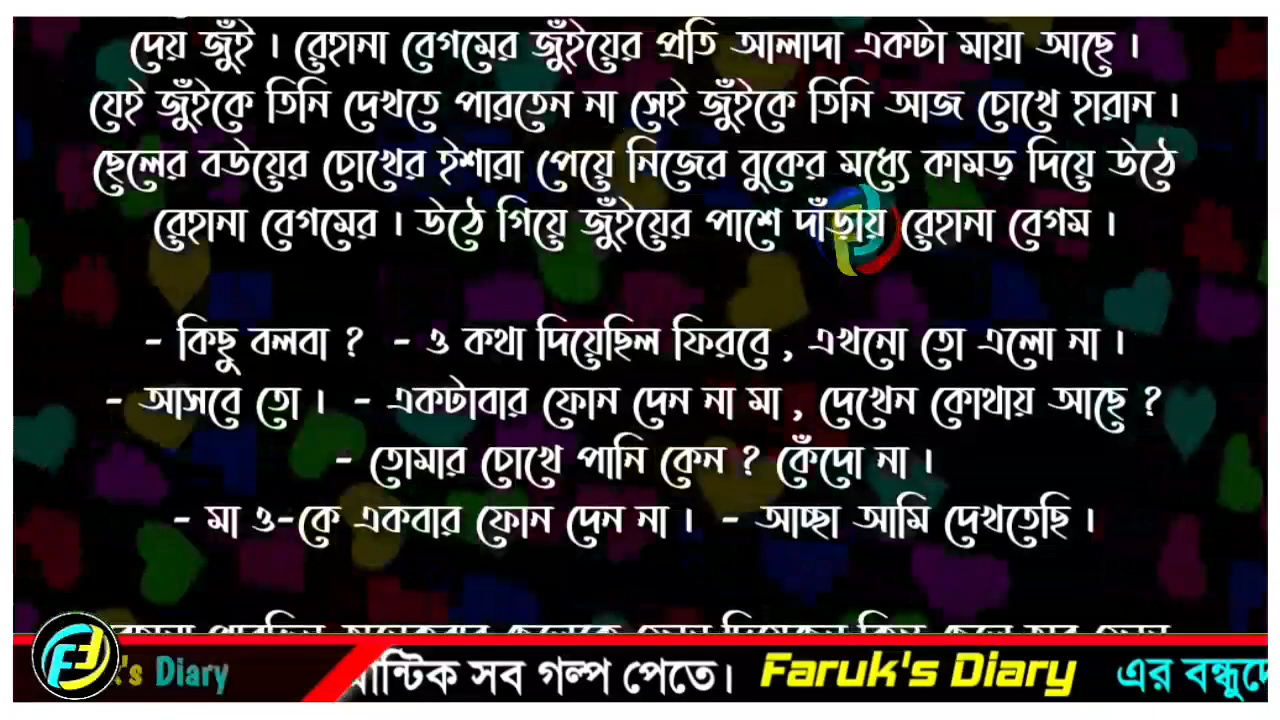 দেয় জুঁই । রেহানা বেগমের জুঁইয়ের প্রতি আলাদা একটা মায়া আছে ।
যেই জুঁইকে তিনি দেখতে পারতেন না সেই জুঁইকে তিনি আজ চোখে হারান ।
ছেলের বউয়ের চোখের ইশারা পেয়ে নিজের বুকের মধ্যে কামড় দিয়ে উঠে
রেহানা বেগমের । উঠে গিয়ে জুঁইয়ের পাশে দাঁড়ায় রেহানা বেগম ।
- কিছু বলবা ? - ও কথা দিয়েছিল ফিরবে , এখনো তো এলো না ।
- আসবে তো । - একটাবার ফোন দেন না মা , দেখেন কোথায় আছে ?
- তোমার চোখে পানি কেন ? কেঁদো না ।
- মা ও-কে একবার ফোন দেন না । - আচ্ছা আমি দেখতেছি ।
's Diary সব গল্প পেতে। Faruk's Diary এর